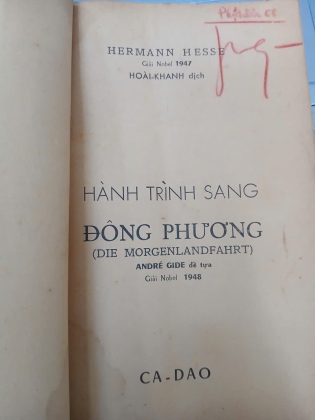 HERMANN HESSE
Giải Nobel 1947
HOÀI-KHANH dịch
HÀNH TRÌNH SANG
ĐÔNG PHƯƠNG
(DIE MORGENLANDFAHRT)
ANDRÉ GIDE đề tựa
Giải Nobel 1948
CA-DAO